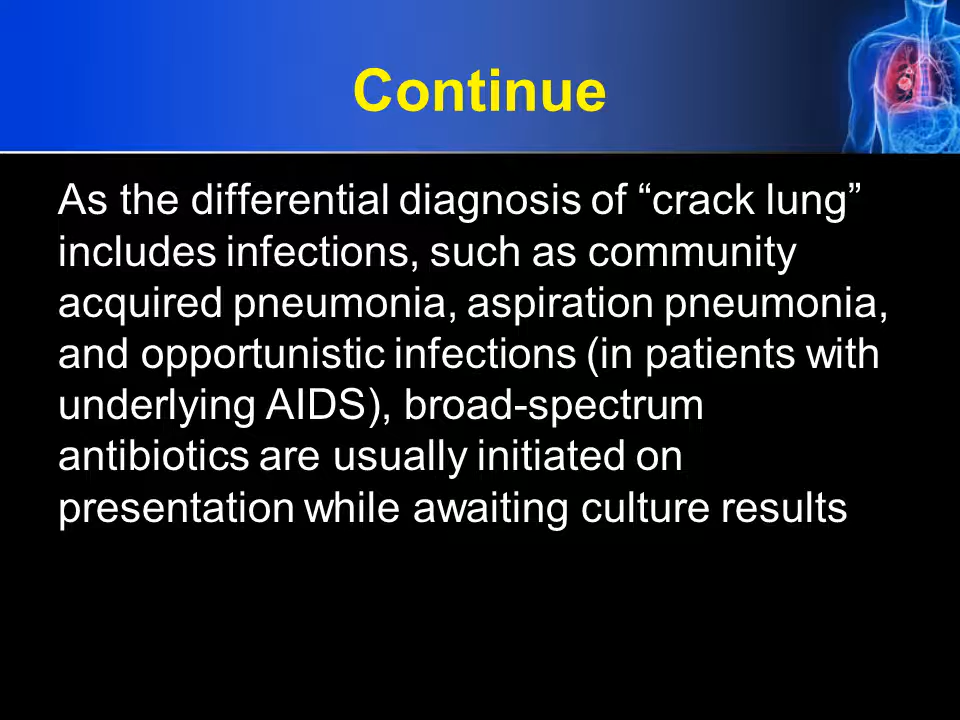 Continue
As the differential diagnosis of “crack lung”
includes infections, such as community
acquired pneumonia, aspiration pneumonia,
and opportunistic infections (in patients with
underlying AIDS), broad-spectrum
antibiotics are usually initiated on
presentation while awaiting culture results